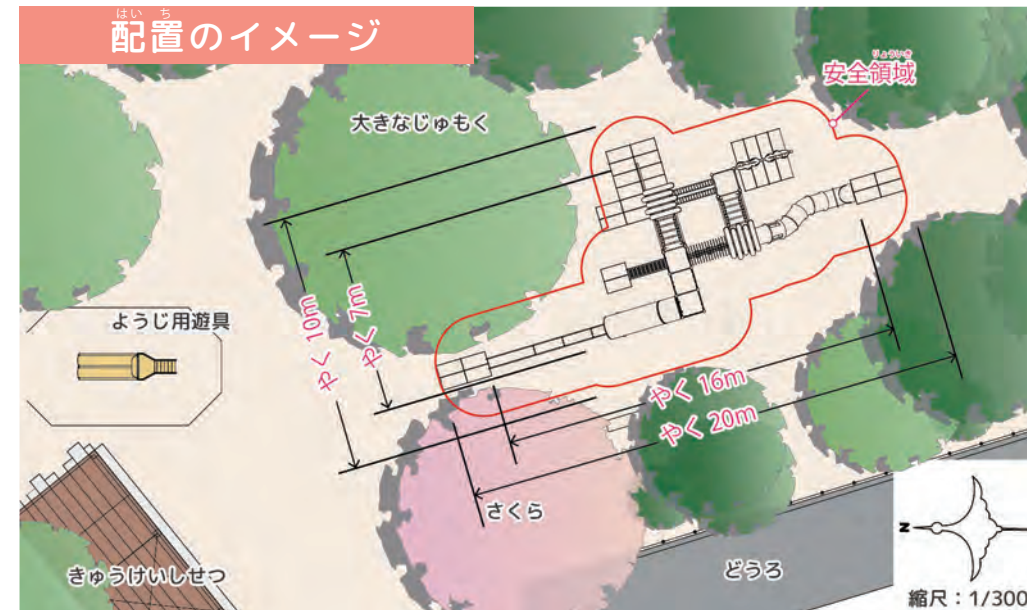 はいち
配置のイメージ
りょういき
安全領域
大きなじゅもく
ようじ用遊具
やく 10m
やく 7m
やく 16m
やく 20m
さくら
きゅうけいしせつ
どうろ
N
縮尺：1/300